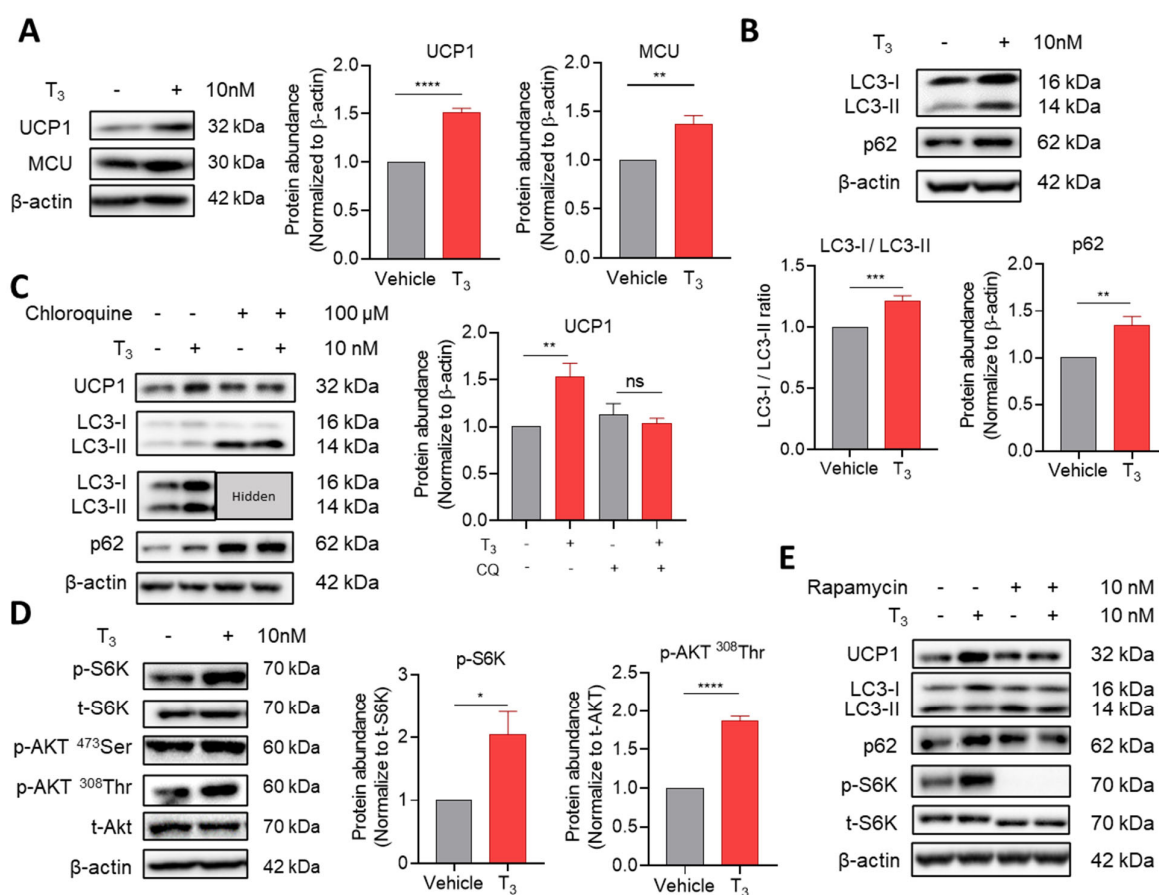 A
T3 - + 10nM
UCP1 32 kDa
MCU 30 kDa
β-actin 42 kDa
UCP1
Protein abundance
(Normalized to β-actin)
2.0
1.5
1.0
0.5
0.0
****
Vehicle T3
MCU
Protein abundance
(Normalized to β-actin)
2.0
1.5
1.0
0.5
0.0
**
Vehicle T3
B
T3 - + 10nM
LC3-I 16 kDa
LC3-II 14 kDa
p62 62 kDa
β-actin 42 kDa
LC3-I / LC3-II
LC3-I / LC3-II ratio
1.5
1.0
0.5
0.0
***
Vehicle T3
p62
Protein abundance
(Normalize to β-actin)
2.0
1.5
1.0
0.5
0.0
**
Vehicle T3
C
Chloroquine - - + + 100 µM
T3 - + - + 10 nM
UCP1 32 kDa
LC3-I 16 kDa
LC3-II 14 kDa
LC3-I Hidden 16 kDa
LC3-II 14 kDa
p62 62 kDa
β-actin 42 kDa
UCP1
Protein abundance
(Normalize to β-actin)
2.0
1.5
1.0
0.5
0.0
**
ns
T3 - + - +
CQ - - + +
D
T3 - + 10nM
p-S6K 70 kDa
t-S6K 70 kDa
p-AKT 473Ser 60 kDa
p-AKT 308Thr 60 kDa
t-Akt 70 kDa
β-actin 42 kDa
p-S6K
Protein abundance
(Normalize to t-S6K)
3
2
1
0
*
Vehicle T3
p-AKT 308Thr
Protein abundance
(Normalize to t-AKT)
2.0
1.5
1.0
0.5
0.0
****
Vehicle T3
E
Rapamycin - - + + 10 nM
T3 - + - + 10 nM
UCP1 32 kDa
LC3-I 16 kDa
LC3-II 14 kDa
p62 62 kDa
p-S6K 70 kDa
t-S6K 70 kDa
β-actin 42 kDa